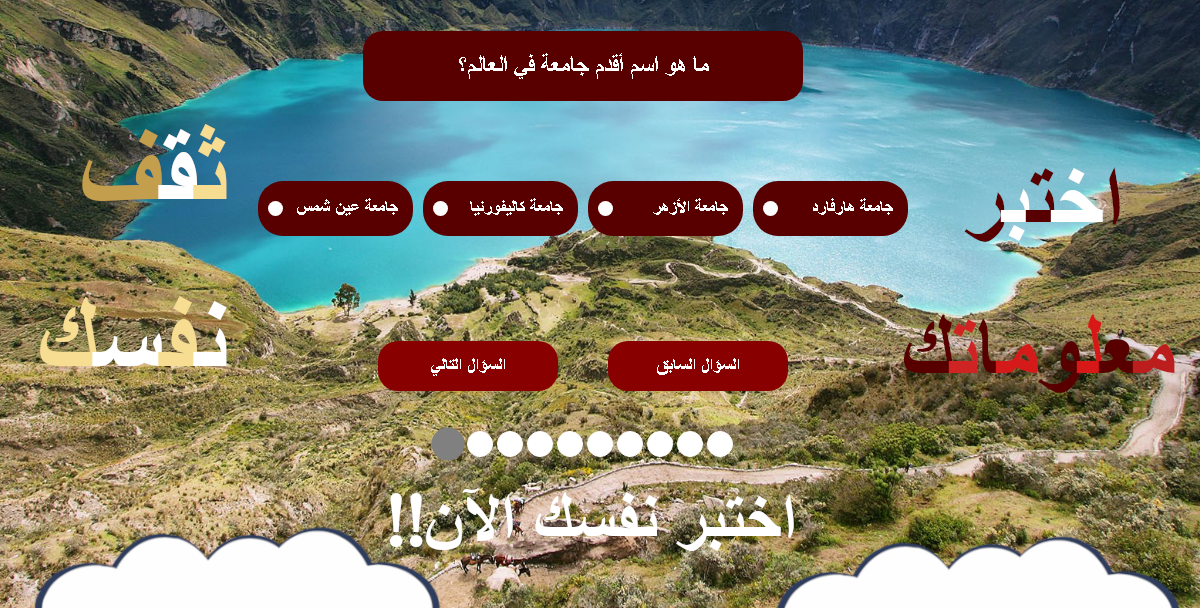 ما هو اسم أقدم جامعة في العالم؟
اختبر
ثقف
جامعة هارفارد
جامعة الأزهر
جامعة كاليفورنيا
جامعة عين شمس
معلوماتك
نفسك
السؤال السابق
السؤال التالي
اختبر نفسك الآن!!